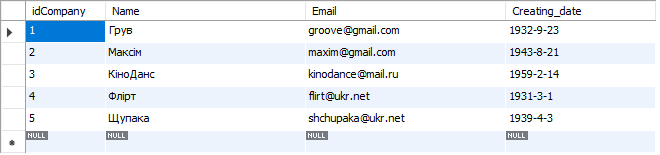 idCompany Name Email Creating_date
1 Грув groove@gmail.com 1932-9-23
2 Максім maxim@gmail.com 1943-8-21
3 КіноДанс kinodance@mail.ru 1959-2-14
4 Флірт flirt@ukr.net 1931-3-1
5 Щупака shchupaka@ukr.net 1939-4-3
NULL NULL NULL NULL